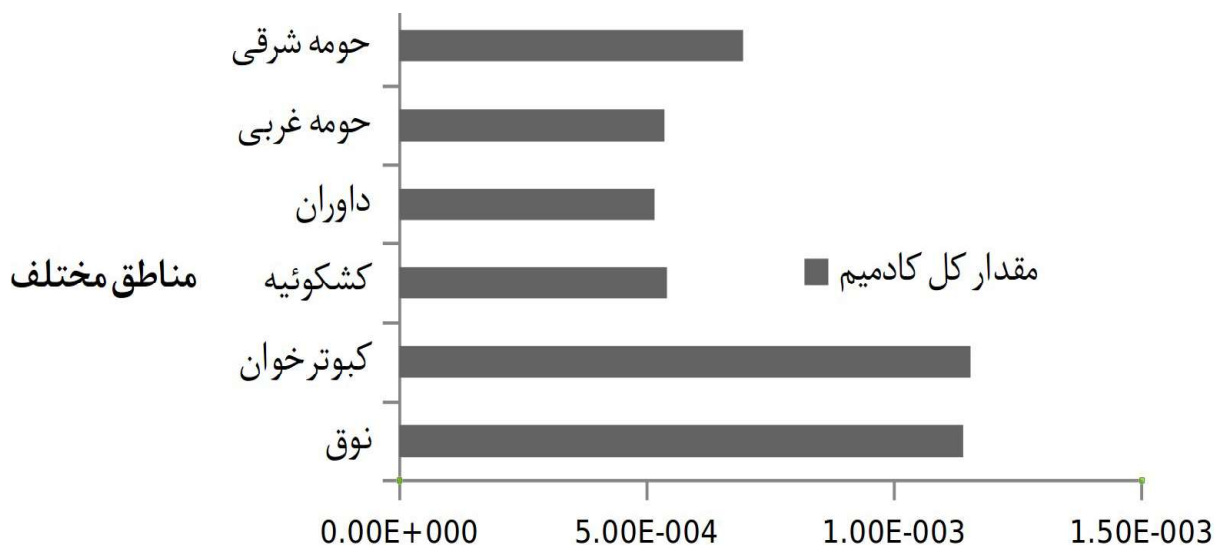 حومه شرقی
حومه غربی
داوران
کشکوئیه
کبوترخوان
نوق
مناطق مختلف
مقدار کل کادمیم
0.00E+000 5.00E-004 1.00E-003 1.50E-003